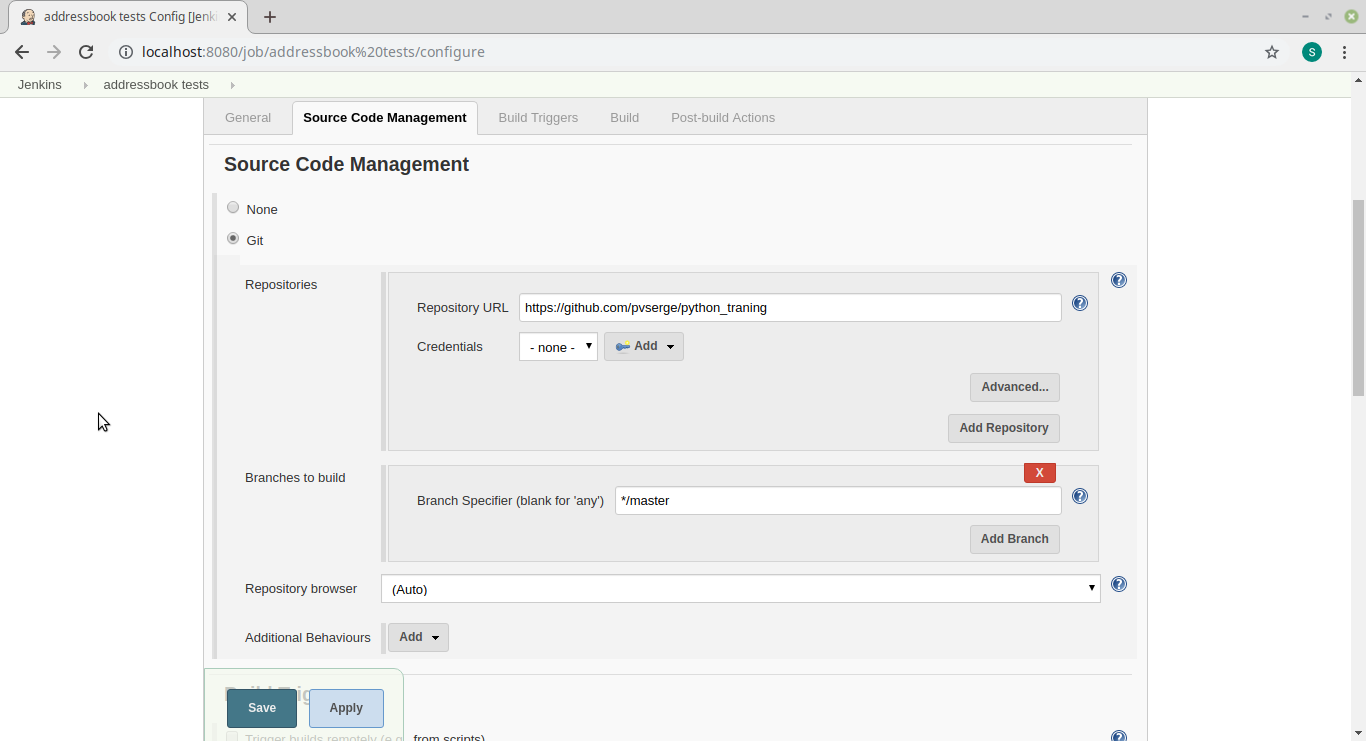 addressbook tests Config [Jenki
S
localhost:8080/job/addressbook%20tests/configure
Jenkins addressbook tests
General Source Code Management Build Triggers Build Post-build Actions
Source Code Management
None
Git
Repositories
?
Repository URL https://github.com/pvserge/python_traning ?
Credentials - none - Add
Advanced...
Add Repository
Branches to build
X
Branch Specifier (blank for 'any') */master ?
Add Branch
Repository browser (Auto) ?
Additional Behaviours Add
Build Trig
Save Apply
Trigger builds remotely (e.g. from scripts) ?